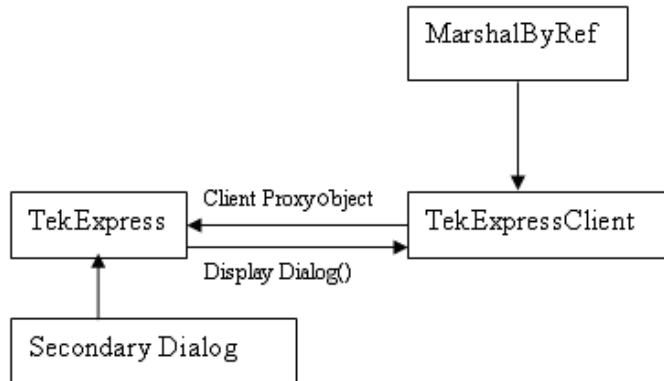 MarshalByRef
Client ProxyObject
TekExpress
TekExpressClient
Display Dialog()
Secondary Dialog